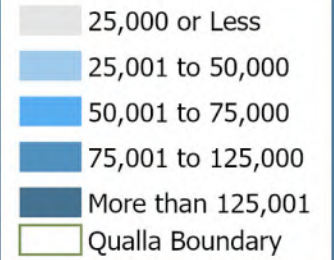 25,000 or Less
25,001 to 50,000
50,001 to 75,000
75,001 to 125,000
More than 125,001
Qualla Boundary